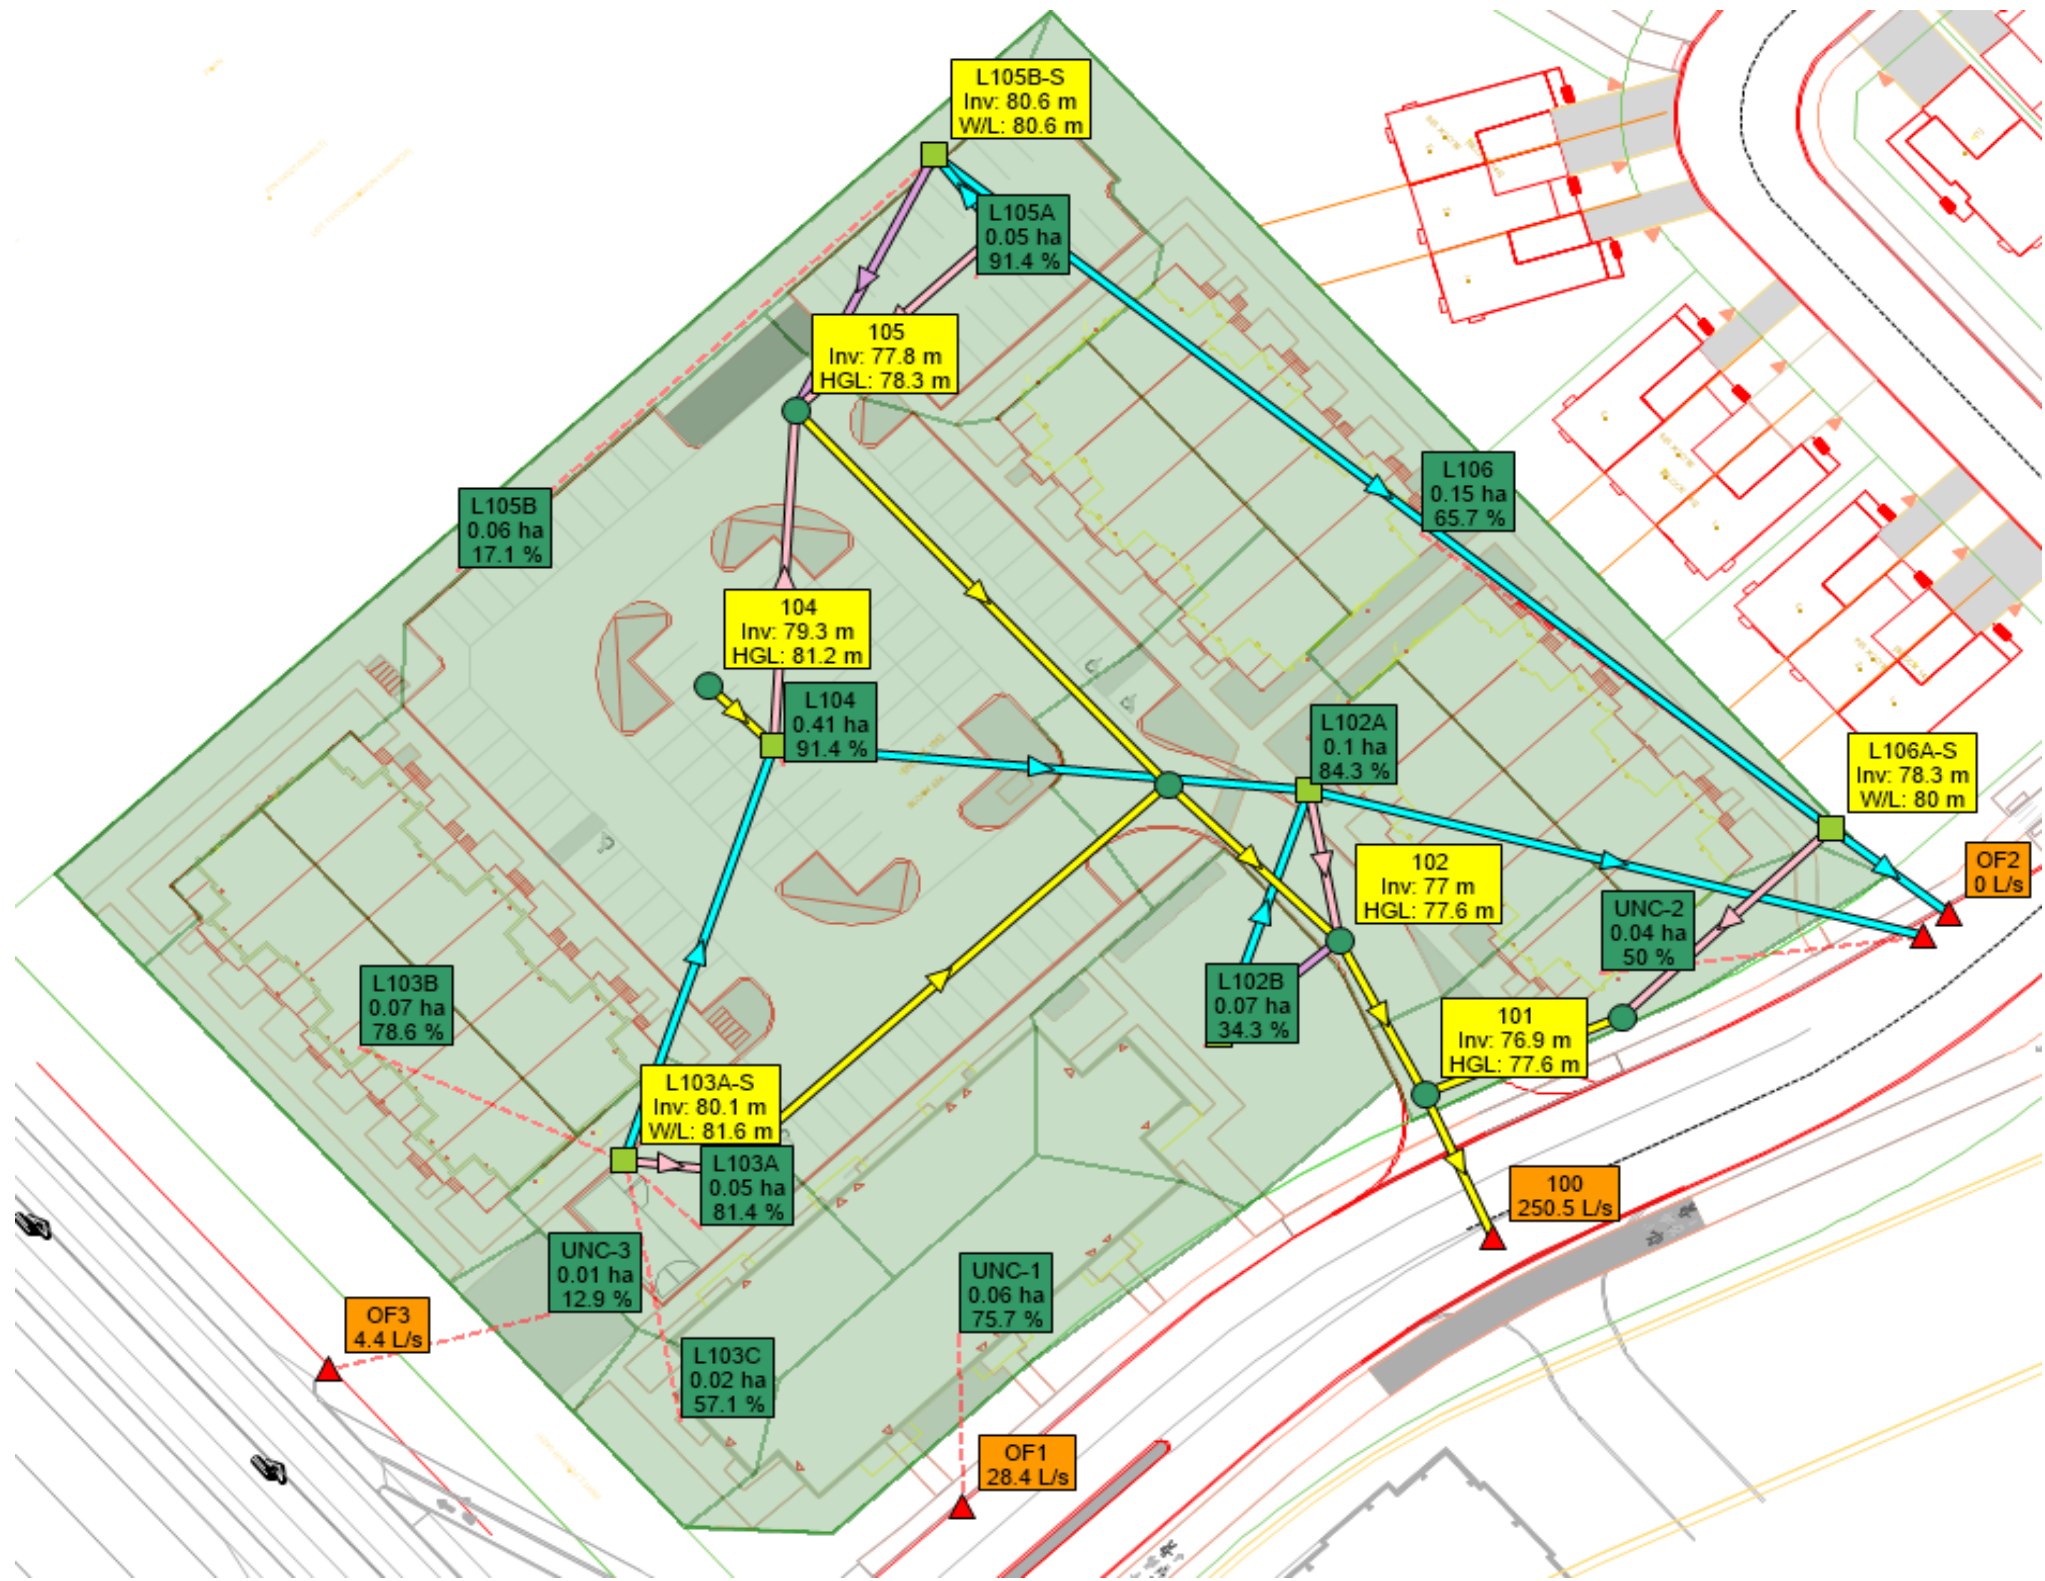 L105B-S
Inv: 80.6 m
W/L: 80.6 m
L105A
0.05 ha
91.4 %
105
Inv: 77.8 m
HGL: 78.3 m
L105B
0.06 ha
17.1 %
L106
0.15 ha
65.7 %
104
Inv: 79.3 m
HGL: 81.2 m
L104
0.41 ha
91.4 %
L102A
0.1 ha
84.3 %
L106A-S
Inv: 78.3 m
W/L: 80 m
102
Inv: 77 m
HGL: 77.6 m
OF2
0 L/s
UNC-2
0.04 ha
50 %
L103B
0.07 ha
78.6 %
L102B
0.07 ha
34.3 %
101
Inv: 76.9 m
HGL: 77.6 m
L103A-S
Inv: 80.1 m
W/L: 81.6 m
L103A
0.05 ha
81.4 %
100
250.5 L/s
UNC-3
0.01 ha
12.9 %
UNC-1
0.06 ha
75.7 %
OF3
4.4 L/s
L103C
0.02 ha
57.1 %
OF1
28.4 L/s